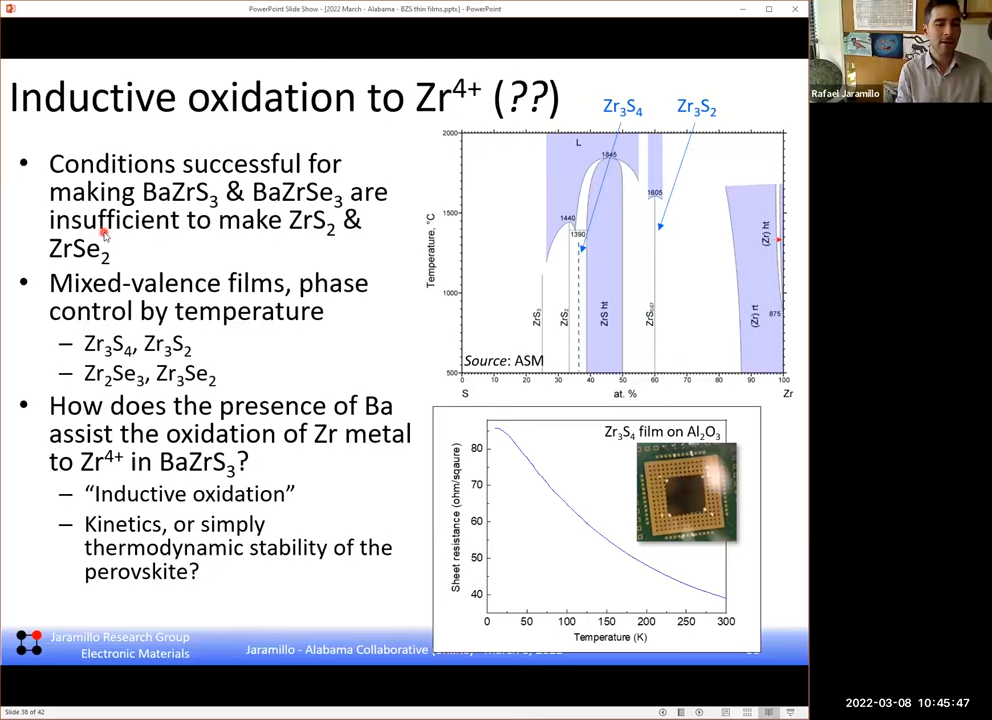 PowerPoint Slide Show - [2022 March - Alabama - BZS thin films.pptx] - PowerPoint
Rafael Jaramillo
Inductive oxidation to Zr4+ (??)
• Conditions successful for
making BaZrS3 & BaZrSe3 are
insufficient to make ZrS2 &
ZrSe2
• Mixed-valence films, phase
control by temperature
– Zr3S4, Zr3S2
– Zr2Se3, Zr3Se2
• How does the presence of Ba
assist the oxidation of Zr metal
to Zr4+ in BaZrS3?
– “Inductive oxidation”
– Kinetics, or simply
thermodynamic stability of the
perovskite?
Zr3S4
Zr3S2
2000
1500
1000
500
Temperature, °C
L
1845
1605
1440
1390
875
ZrS3
ZrS2
ZrS ht
(Zr) rt
(Zr) ht
Source: ASM
0 10 20 30 40 50 60 70 80 90 100
S
at. %
Zr
Zr3S4 film on Al2O3
80
70
60
50
40
Sheet resistance (ohm/sqaure)
0 50 100 150 200 250 300
Temperature (K)
Jaramillo Research Group
Electronic Materials
Jaramillo - Alabama Collaborative
Slide 38 of 42
2022-03-08 10:45:47